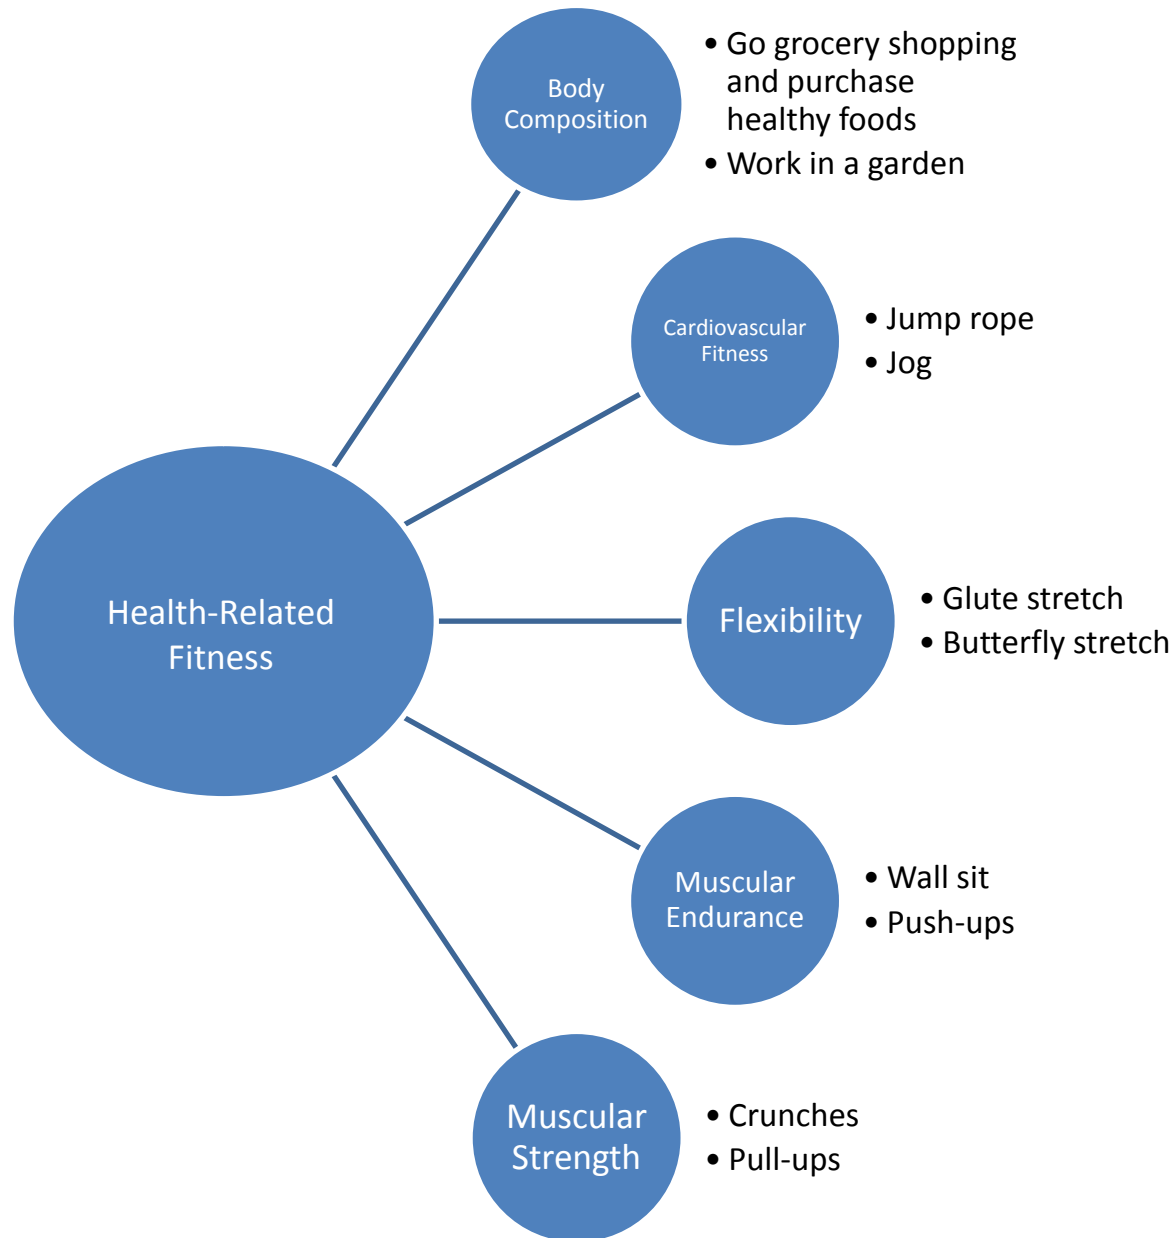 Body
Composition
• Go grocery shopping
and purchase
healthy foods
• Work in a garden
Cardiovascular
Fitness
• Jump rope
• Jog
Health-Related
Fitness
Flexibility
• Glute stretch
• Butterfly stretch
Muscular
Endurance
• Wall sit
• Push-ups
Muscular
Strength
• Crunches
• Pull-ups